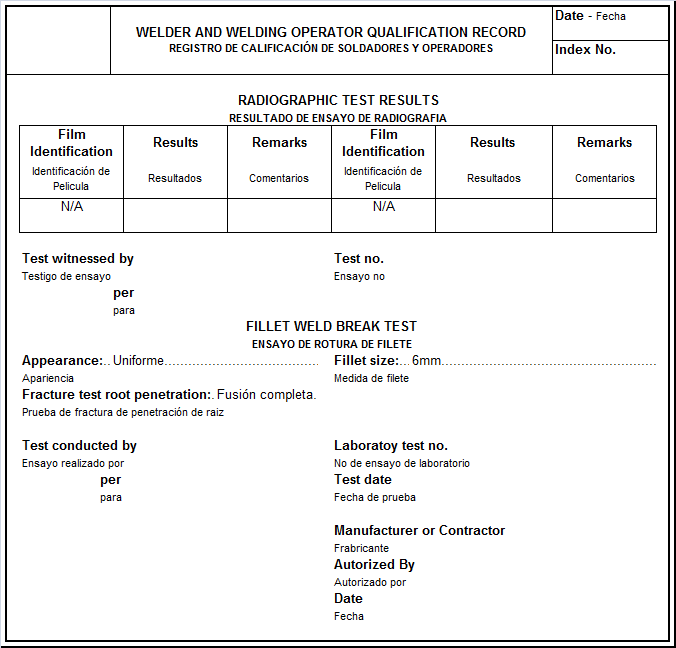 WELDER AND WELDING OPERATOR QUALIFICATION RECORD
REGISTRO DE CALIFICACIÓN DE SOLDADORES Y OPERADORES
Date - Fecha
Index No.
RADIOGRAPHIC TEST RESULTS
RESULTADO DE ENSAYO DE RADIOGRAFIA
Film Identification
Identificación de Pelicula
Results
Resultados
Remarks
Comentarios
Film Identification
Identificación de Pelicula
Results
Resultados
Remarks
Comentarios
N/A
N/A
Test witnessed by
Testigo de ensayo
per
para
Test no.
Ensayo no
FILLET WELD BREAK TEST
ENSAYO DE ROTURA DE FILETE
Appearance:.. Uniforme
Apariencia
Fillet size:... 6mm
Medida de filete
Fracture test root penetration:. Fusión completa.
Prueba de fractura de penetración de raiz
Test conducted by
Ensayo realizado por
per
para
Laboratoy test no.
No de ensayo de laboratorio
Test date
Fecha de prueba
Manufacturer or Contractor
Frabricante
Autorized By
Autorizado por
Date
Fecha